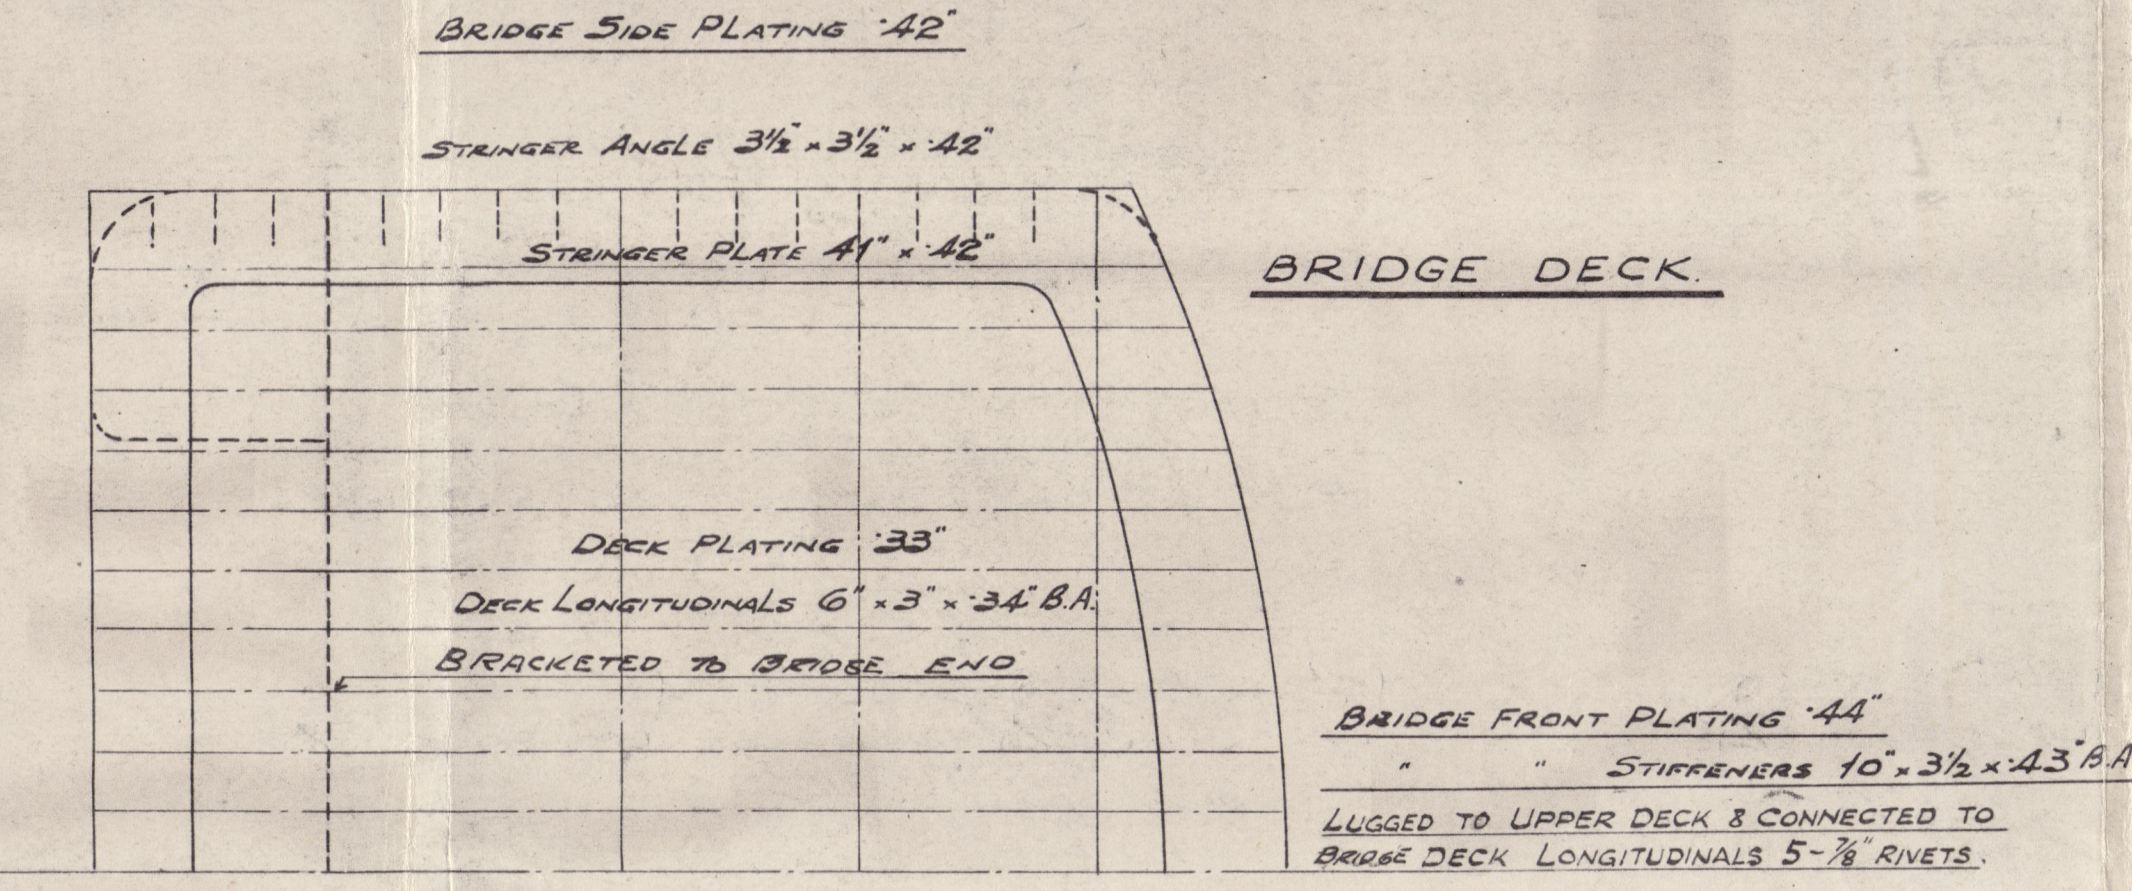 BRIDGE SIDE PLATING ·42"
STRINGER ANGLE 3½" x 3½" x ·42"
STRINGER PLATE 41" x ·42"
BRIDGE DECK.
DECK PLATING ·33"
DECK LONGITUDINALS 6" x 3" x ·34" B.A.
BRACKETED TO BRIDGE END
BRIDGE FRONT PLATING ·44"
" " STIFFENERS 10" x 3½ x ·43" B.A
LUGGED TO UPPER DECK & CONNECTED TO
BRIDGE DECK LONGITUDINALS 5-⅞" RIVETS.